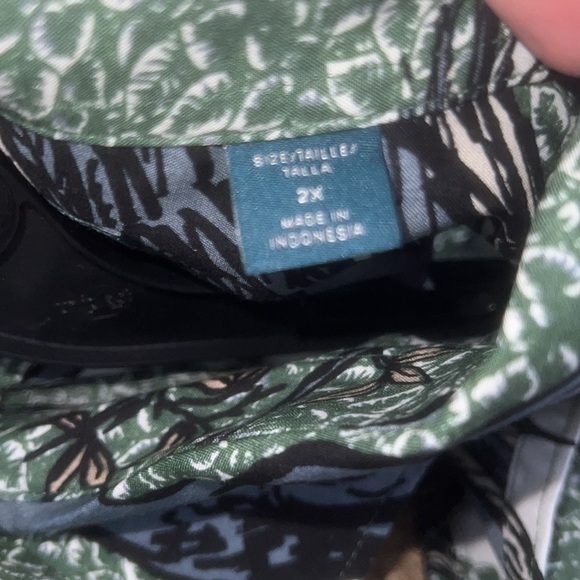 SIZE/TAILLE/
TALLA
2X
MADE IN
INDONESIA